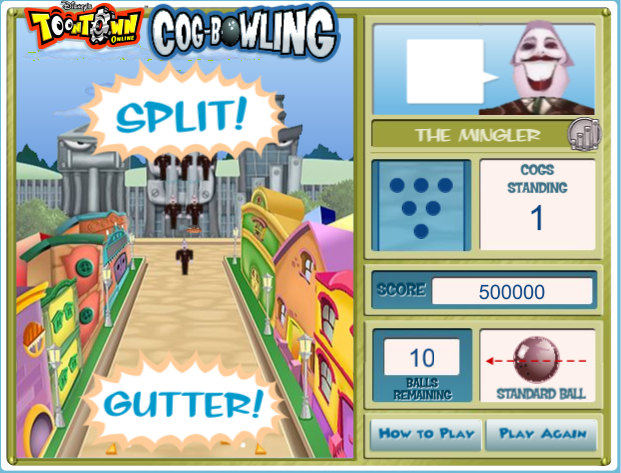 Disney's
TOONTOWN
ONLINE
COG-BOWLING
SPLIT!
THE MINGLER
COGS
STANDING
1
SCORE 500000
10
BALLS
REMAINING
STANDARD BALL
GUTTER!
HOW TO PLAY
PLAY AGAIN